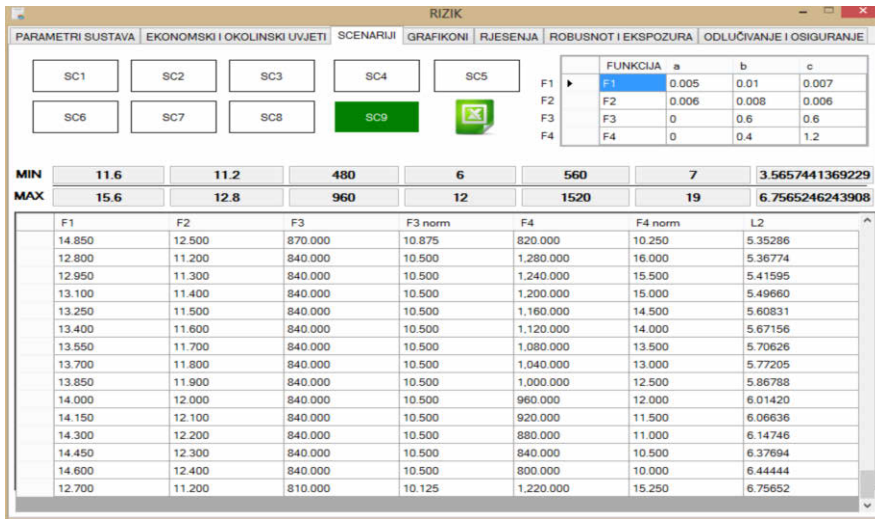 RIZIK
PARAMETRI SUSTAVA EKONOMSKI I OKOLINSKI UVJETI SCENARIJI GRAFIKONI RJESENJA ROBUSNOT I EKSPOZURA ODLUČIVANJE I OSIGURANJE
SC1 SC2 SC3 SC4 SC5
SC6 SC7 SC8 SC9
FUNKCIJA a b c
F1 F1 0.005 0.01 0.007
F2 F2 0.006 0.008 0.006
F3 F3 0 0.6 0.6
F4 F4 0 0.4 1.2
MIN 11.6 11.2 480 6 560 7 3.5657441369229
MAX 15.6 12.8 960 12 1520 19 6.7565246243908
F1 F2 F3 F3 norm F4 F4 norm L2
14.850 12.500 870.000 10.875 820.000 10.250 5.35286
12.800 11.200 840.000 10.500 1,280.000 16.000 5.36774
12.950 11.300 840.000 10.500 1,240.000 15.500 5.41595
13.100 11.400 840.000 10.500 1,200.000 15.000 5.49660
13.250 11.500 840.000 10.500 1,160.000 14.500 5.60831
13.400 11.600 840.000 10.500 1,120.000 14.000 5.67156
13.550 11.700 840.000 10.500 1,080.000 13.500 5.70626
13.700 11.800 840.000 10.500 1,040.000 13.000 5.77205
13.850 11.900 840.000 10.500 1,000.000 12.500 5.86788
14.000 12.000 840.000 10.500 960.000 12.000 6.01420
14.150 12.100 840.000 10.500 920.000 11.500 6.06636
14.300 12.200 840.000 10.500 880.000 11.000 6.14746
14.450 12.300 840.000 10.500 840.000 10.500 6.37694
14.600 12.400 840.000 10.500 800.000 10.000 6.44444
12.700 11.200 810.000 10.125 1,220.000 15.250 6.75652